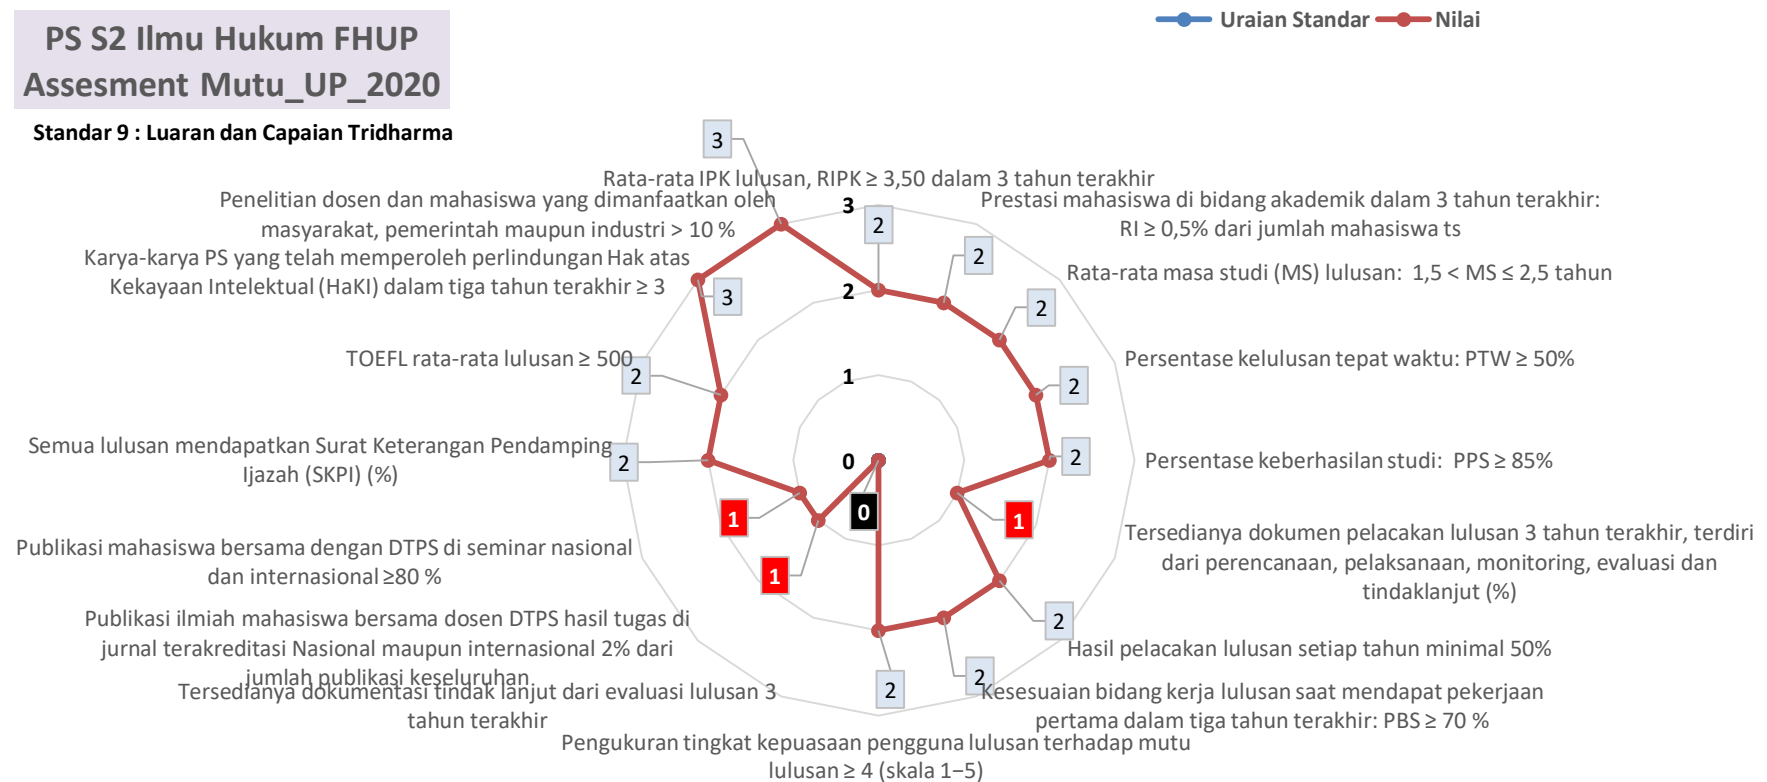 PS S2 Ilmu Hukum FHUP
Assesment Mutu_UP_2020
Standar 9 : Luaran dan Capaian Tridharma
Uraian Standar
Nilai
Rata-rata IPK lulusan, RIPK ≥ 3,50 dalam 3 tahun terakhir
Prestasi mahasiswa di bidang akademik dalam 3 tahun terakhir:
RI ≥ 0,5% dari jumlah mahasiswa ts
Rata-rata masa studi (MS) lulusan: 1,5 < MS ≤ 2,5 tahun
Persentase kelulusan tepat waktu: PTW ≥ 50%
Persentase keberhasilan studi: PPS ≥ 85%
Tersedianya dokumen pelacakan lulusan 3 tahun terakhir, terdiri
dari perencanaan, pelaksanaan, monitoring, evaluasi dan
tindaklanjut (%)
Hasil pelacakan lulusan setiap tahun minimal 50%
Kesesuaian bidang kerja lulusan saat mendapat pekerjaan
pertama dalam tiga tahun terakhir: PBS ≥ 70 %
Pengukuran tingkat kepuasaan pengguna lulusan terhadap mutu
lulusan ≥ 4 (skala 1−5)
Tersedianya dokumentasi tindak lanjut dari evaluasi lulusan 3
tahun terakhir
Publikasi ilmiah mahasiswa bersama dosen DTPS hasil tugas di
jurnal terakreditasi Nasional maupun internasional 2% dari
jumlah publikasi keseluruhan
Publikasi mahasiswa bersama dengan DTPS di seminar nasional
dan internasional ≥80 %
Semua lulusan mendapatkan Surat Keterangan Pendamping
Ijazah (SKPI) (%)
TOEFL rata-rata lulusan ≥ 500
Karya-karya PS yang telah memperoleh perlindungan Hak atas
Kekayaan Intelektual (HaKI) dalam tiga tahun terakhir ≥ 3
Penelitian dosen dan mahasiswa yang dimanfaatkan oleh
masyarakat, pemerintah maupun industri > 10 %
3
2
1
0
2
2
2
2
2
1
2
2
2
0
1
1
2
2
3
3